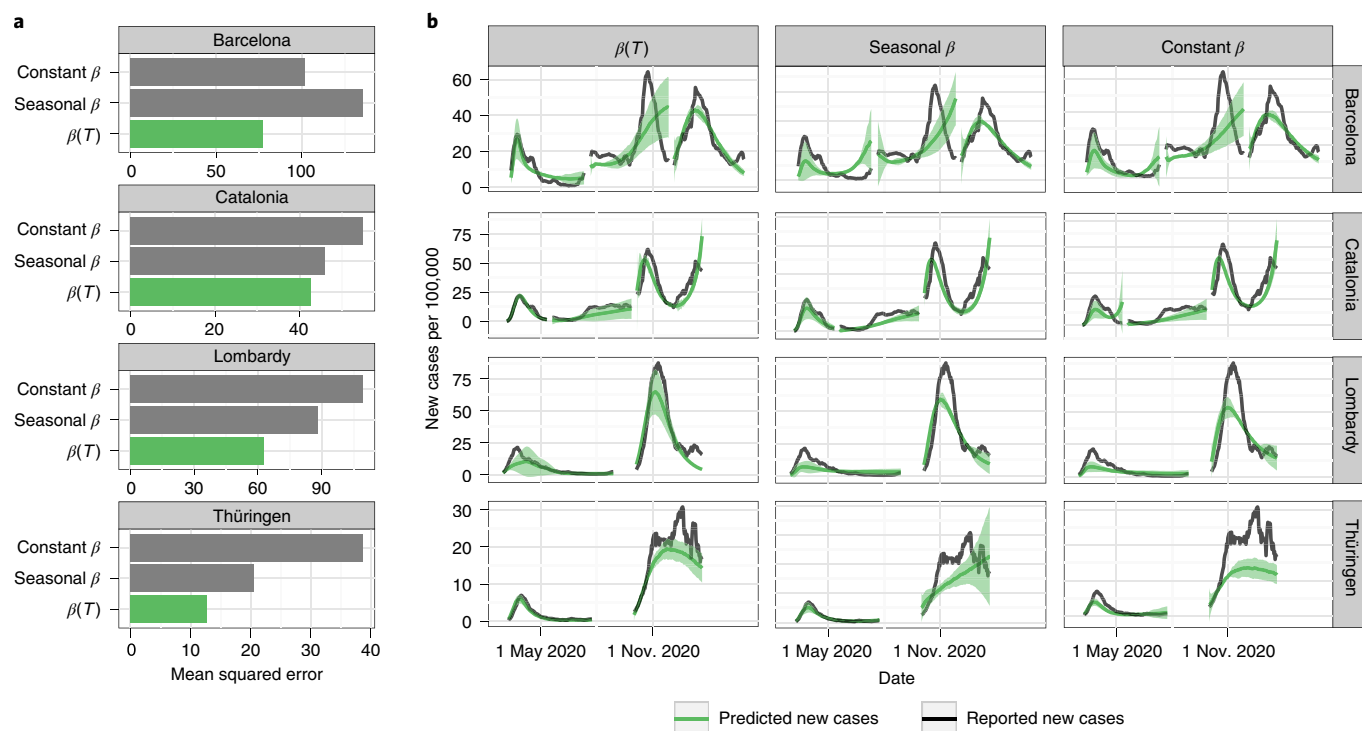 a
Barcelona
Constant β
Seasonal β
β(T)
0 50 100
Catalonia
Constant β
Seasonal β
β(T)
0 20 40
Lombardy
Constant β
Seasonal β
β(T)
0 30 60 90
Thüringen
Constant β
Seasonal β
β(T)
0 10 20 30 40
Mean squared error
b
β(T) Seasonal β Constant β
60
40
20
0
Barcelona
75
50
25
0
Catalonia
New cases per 100,000
75
50
25
0
Lombardy
30
20
10
0
Thüringen
1 May 2020 1 Nov. 2020 1 May 2020 1 Nov. 2020 1 May 2020 1 Nov. 2020
Date
Predicted new cases Reported new cases